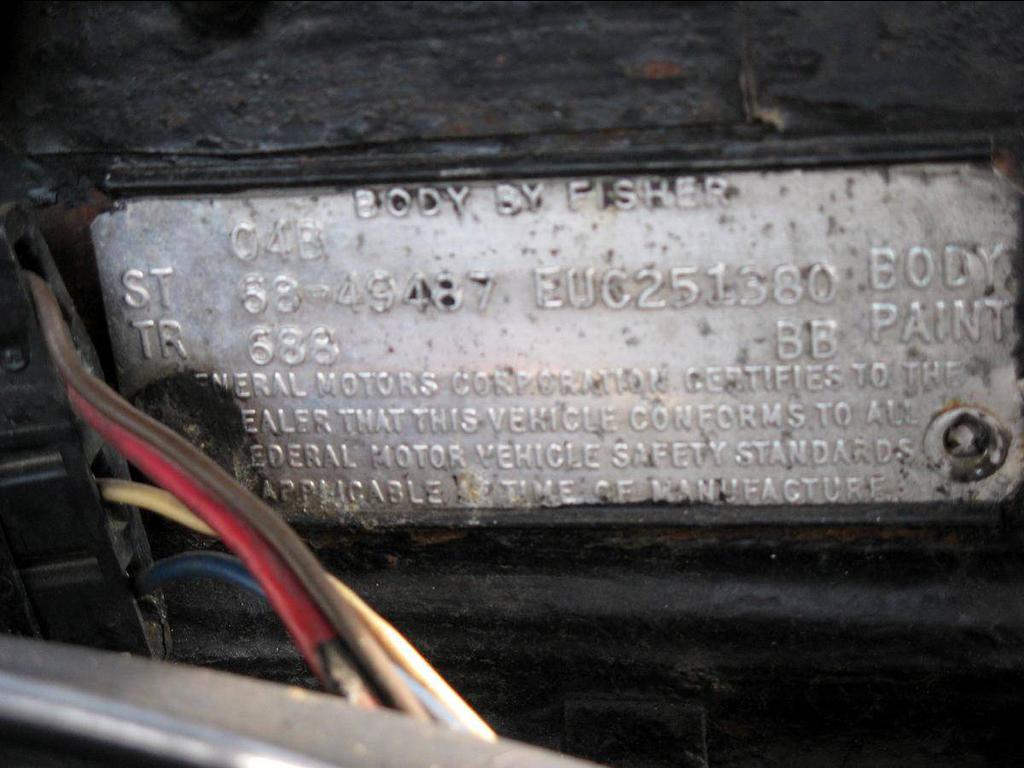 BODY BY FISHER
04B
ST 68-49487 EUC251380 BODY
TR 688 BB PAINT
ENERAL MOTORS CORPORATION CERTIFIES TO THE
EALER THAT THIS VEHICLE CONFORMS TO ALL
EDERAL MOTOR VEHICLE SAFETY STANDARDS
APPLICABLE TIME OF MANUFACTURE